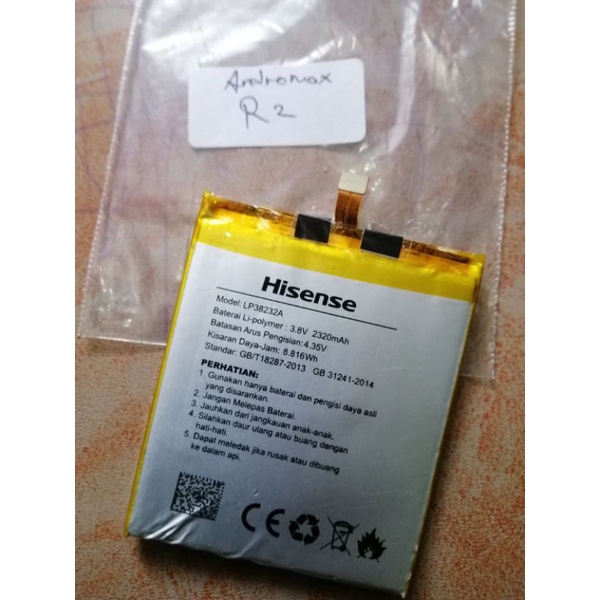 Andromax
R2
Hisense
Model: LP38232A
Baterai Li-polymer : 3.8V 2320mAh
Batasan Arus Pengisian:4.35V
Kisaran Daya-Jam: 8.816Wh
Standar: GB/T18287-2013 GB 31241-2014
PERHATIAN:
1. Gunakan hanya baterai dan pengisi daya asli
yang disarankan.
2. Jangan Melepas Baterai.
3. Jauhkan dari jangkauan anak-anak.
4. Silahkan daur ulang atau buang dengan
hati-hati.
5. Dapat meledak jika rusak atau dibuang
ke dalam api.
CE